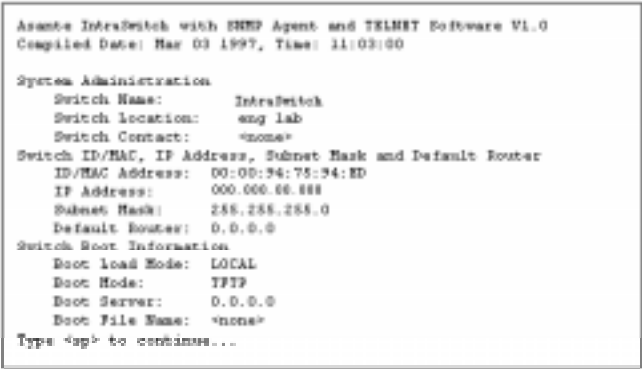 Asante IntraSwitch with SNMP Agent and TELNET Software V1.0
Compiled Date: Mar 03 1997, Time: 11:03:00
System Administration
Switch Name: IntraSwitch
Switch location: eng lab
Switch Contact: <none>
Switch ID/MAC, IP Address, Subnet Mask and Default Router
ID/MAC Address: 00:00:94:75:94:ED
IP Address: 000.000.00.000
Subnet Mask: 255.255.255.0
Default Router: 0.0.0.0
Switch Boot Information
Boot load Mode: LOCAL
Boot Mode: TFTP
Boot Server: 0.0.0.0
Boot File Name: <none>
Type <sp> to continue...